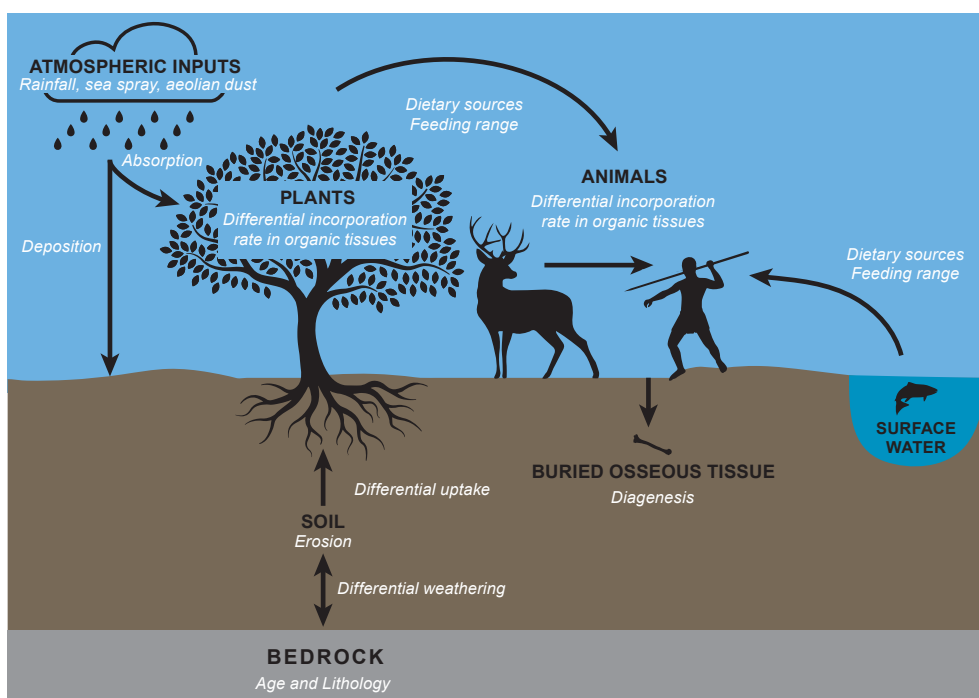 ATMOSPHERIC INPUTS
Rainfall, sea spray, aeolian dust
Absorption
Deposition
PLANTS
Differential incorporation
rate in organic tissues
Dietary sources
Feeding range
ANIMALS
Differential incorporation
rate in organic tissues
Dietary sources
Feeding range
SURFACE
WATER
BURIED OSSEOUS TISSUE
Diagenesis
Differential uptake
SOIL
Erosion
Differential weathering
BEDROCK
Age and Lithology